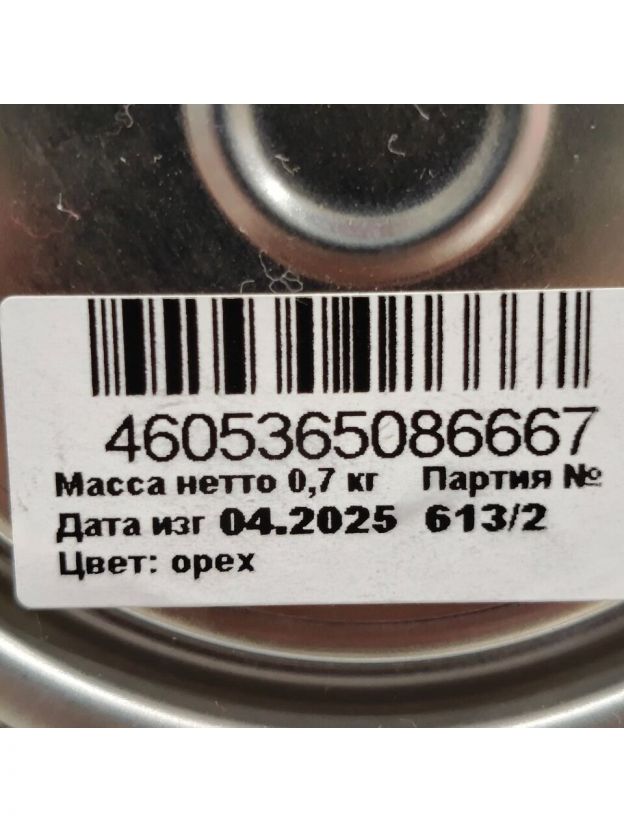 4605365086667
Масса нетто 0,7 кг Партия №
Дата изг 04.2025 613/2
Цвет: орех